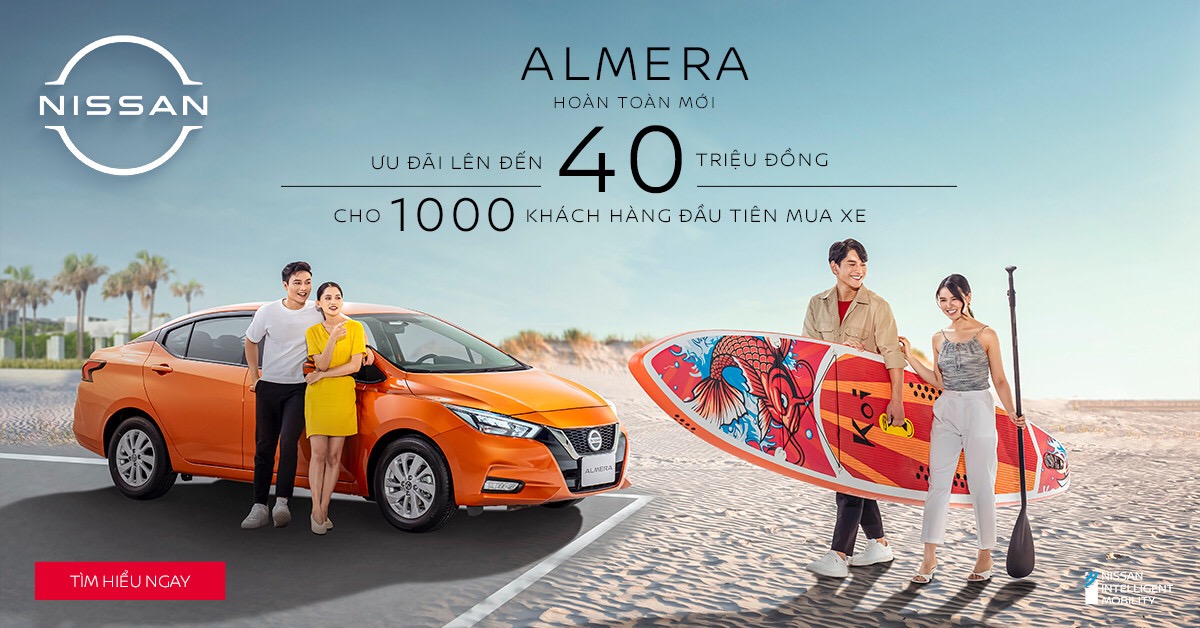 NISSAN
ALMERA
HOÀN TOÀN MỚI
ƯU ĐÃI LÊN ĐẾN 40 TRIỆU ĐỒNG
CHO 1000 KHÁCH HÀNG ĐẦU TIÊN MUA XE
Koi
ALMERA
TÌM HIỂU NGAY
NISSAN
INTELLIGENT
MOBILITY